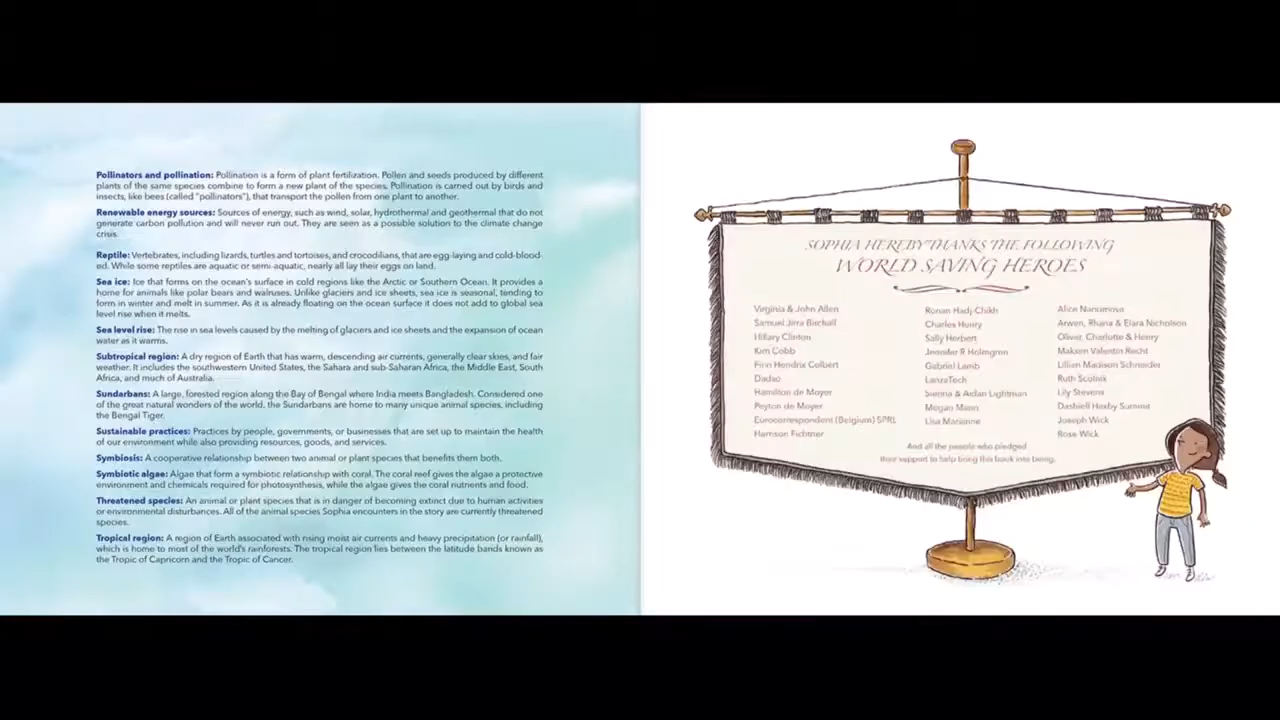 Pollinators and pollination: Pollination is a form of plant fertilization. Pollen and seeds produced by different
plants of the same species combine to form a new plant of the species. Pollination is carried out by birds and
insects, like bees (called "pollinators"), that transport the pollen from one plant to another.
Renewable energy sources: Sources of energy, such as wind, solar, hydrothermal and geothermal that do not
generate carbon pollution and will never run out. They are seen as a possible solution to the climate change
crisis.
Reptile: Vertebrates, including lizards, turtles and tortoises, and crocodilians, that are egg-laying and cold-blood-
ed. While some reptiles are aquatic or semi-aquatic, nearly all lay their eggs on land.
Sea ice: Ice that forms on the ocean's surface in cold regions like the Arctic or Southern Ocean. It provides a
home for animals like polar bears and walruses. Unlike glaciers and ice sheets, sea ice is seasonal, tending to
form in winter and melt in summer. As it is already floating on the ocean surface it does not add to global sea
level rise when it melts.
Sea level rise: The rise in sea levels caused by the melting of glaciers and ice sheets and the expansion of ocean
water as it warms.
Subtropical region: A dry region of Earth that has warm, descending air currents, generally clear skies, and fair
weather. It includes the southwestern United States, the Sahara and sub-Saharan Africa, the Middle East, South
Africa, and much of Australia.
Sundarbans: A large, forested region along the Bay of Bengal where India meets Bangladesh. Considered one
of the great natural wonders of the world, the Sundarbans are home to many unique animal species, including
the Bengal Tiger.
Sustainable practices: Practices by people, governments, or businesses that are set up to maintain the health
of our environment while also providing resources, goods, and services.
Symbiosis: A cooperative relationship between two animal or plant species that benefits them both.
Symbiotic algae: Algae that form a symbiotic relationship with coral. The coral reef gives the algae a protective
environment and chemicals required for photosynthesis, while the algae gives the coral nutrients and food.
Threatened species: An animal or plant species that is in danger of becoming extinct due to human activities
or environmental disturbances. All of the animal species Sophia encounters in the story are currently threatened
species.
Tropical region: A region of Earth associated with rising moist air currents and heavy precipitation (or rainfall),
which is home to most of the world's rainforests. The tropical region lies between the latitude bands known as
the Tropic of Capricorn and the Tropic of Cancer.
SOPHIA HEREBY THANKS THE FOLLOWING
WORLD SAVING HEROES
Virginia & John Allen
Samuel Jirra Birchall
Hillary Clinton
Kim Cobb
Finn Hendrix Colbert
Dadao
Hamilton de Moyer
Peyton de Moyer
Eurocorrespondent (Belgium) SPRL
Harrison Fichtner
Ronan Hadj Chikh
Charles Henry
Sally Herbert
Jennifer R Holmgren
Gabriel Lamb
LanzaTech
Sienna & Aidan Lightman
Megan Mann
Lisa Marianne
Alice Nanumova
Arwen, Rhana & Elara Nicholson
Oliver, Charlotte & Henry
Maksen Valentin Recht
Lillian Madison Schneider
Ruth Scolnik
Lily Stevens
Dashiell Huxby Summit
Joseph Wick
Rose Wick
And all the people who pledged
their support to help bring this book into being.